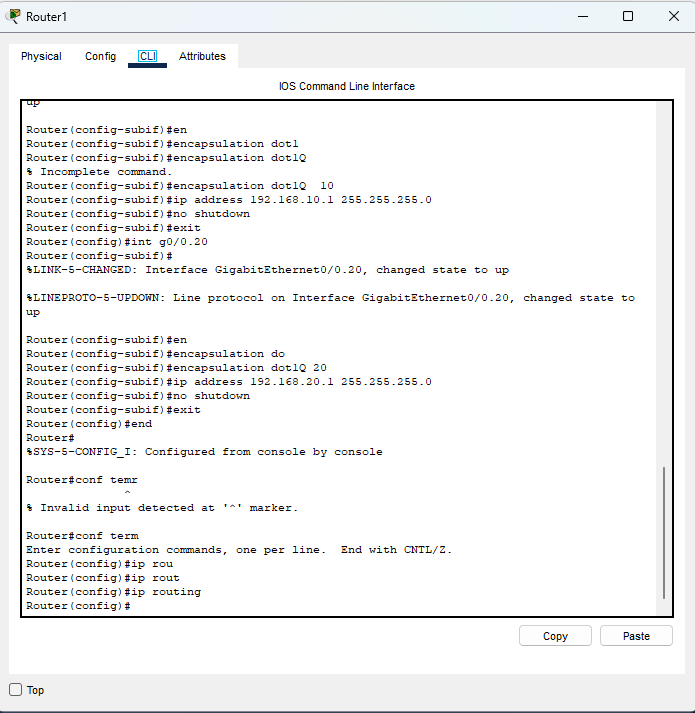 Router1
Physical Config CLI Attributes
IOS Command Line Interface
up
Router(config-subif)#en
Router(config-subif)#encapsulation dot1
Router(config-subif)#encapsulation dot1Q
% Incomplete command.
Router(config-subif)#encapsulation dot1Q  10
Router(config-subif)#ip address 192.168.10.1 255.255.255.0
Router(config-subif)#no shutdown
Router(config-subif)#exit
Router(config)#int g0/0.20
Router(config-subif)#
%LINK-5-CHANGED: Interface GigabitEthernet0/0.20, changed state to up
%LINEPROTO-5-UPDOWN: Line protocol on Interface GigabitEthernet0/0.20, changed state to
up
Router(config-subif)#en
Router(config-subif)#encapsulation do
Router(config-subif)#encapsulation dot1Q 20
Router(config-subif)#ip address 192.168.20.1 255.255.255.0
Router(config-subif)#no shutdown
Router(config-subif)#exit
Router(config)#end
Router#
%SYS-5-CONFIG_I: Configured from console by console
Router#conf temr
^
% Invalid input detected at '^' marker.
Router#conf term
Enter configuration commands, one per line.  End with CNTL/Z.
Router(config)#ip rou
Router(config)#ip rout
Router(config)#ip routing
Router(config)#
Copy Paste
Top